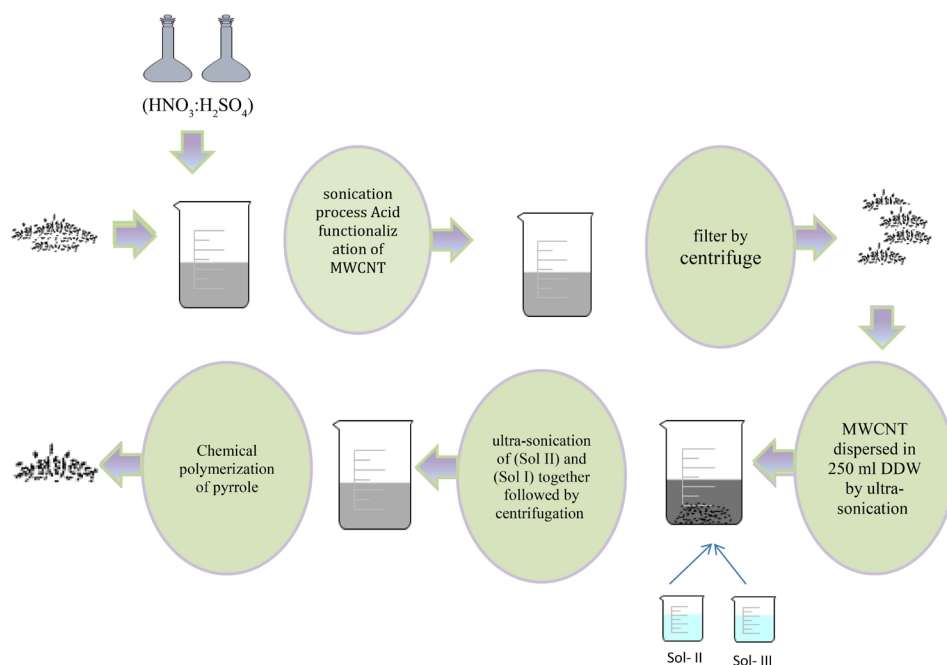 (HNO₃:H₂SO₄)
sonication
process Acid
functionaliz
ation of
MWCNT
filter by
centrifuge
MWCNT
dispersed in
250 ml DDW
by ultra-
sonication
ultra-sonication
of (Sol II) and
(Sol I) together
followed by
centrifugation
Chemical
polymerization
of pyrrole
Sol- II
Sol- III